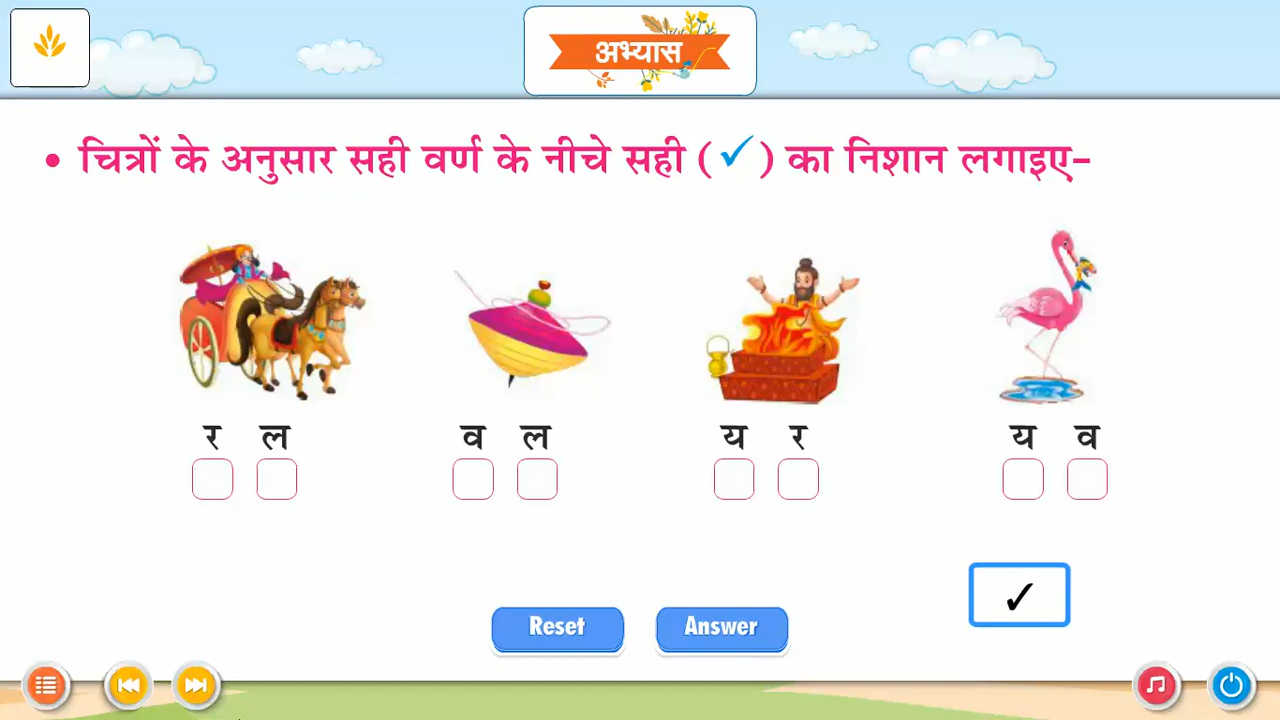 अभ्यास
• चित्रों के अनुसार सही वर्ण के नीचे सही (✓) का निशान लगाइए-
र ल व ल य र य व
✓
Reset Answer